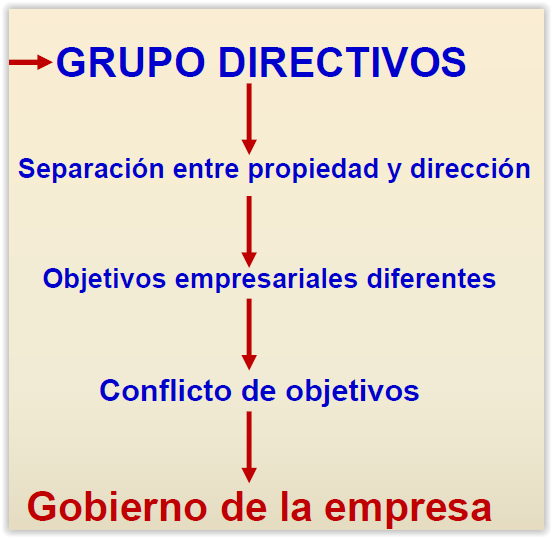 GRUPO DIRECTIVOS
Separación entre propiedad y dirección
Objetivos empresariales diferentes
Conflicto de objetivos
Gobierno de la empresa